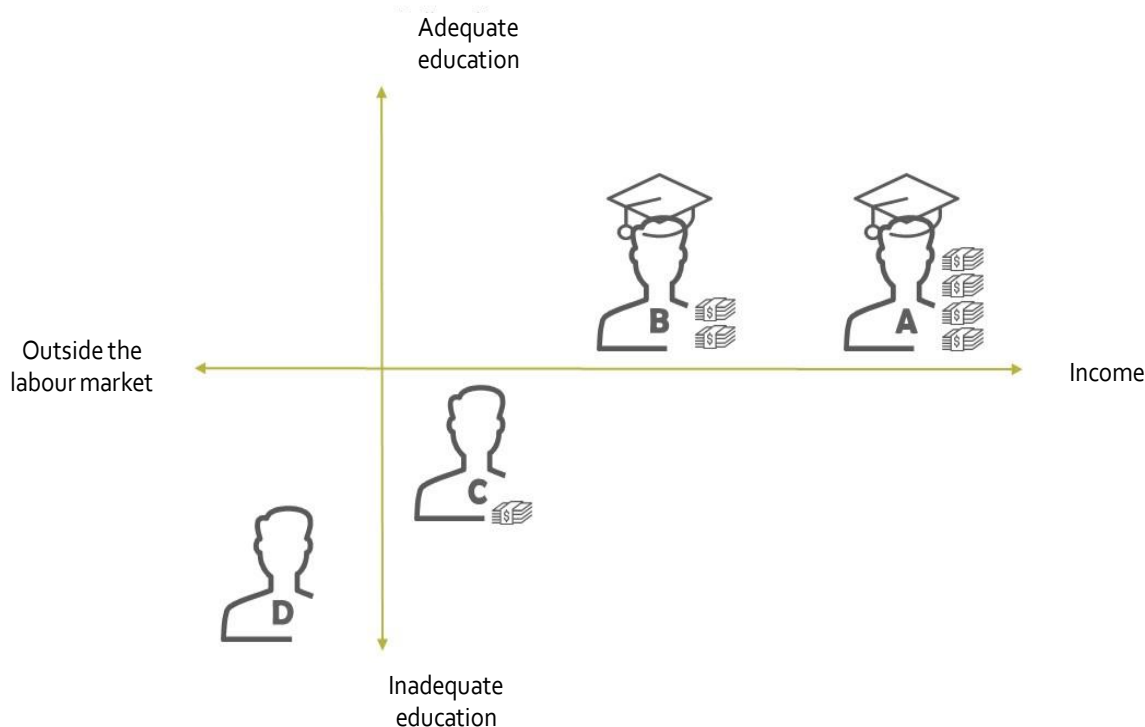 Adequate
education
B
A
Outside the
labour market
Income
C
D
Inadequate
education